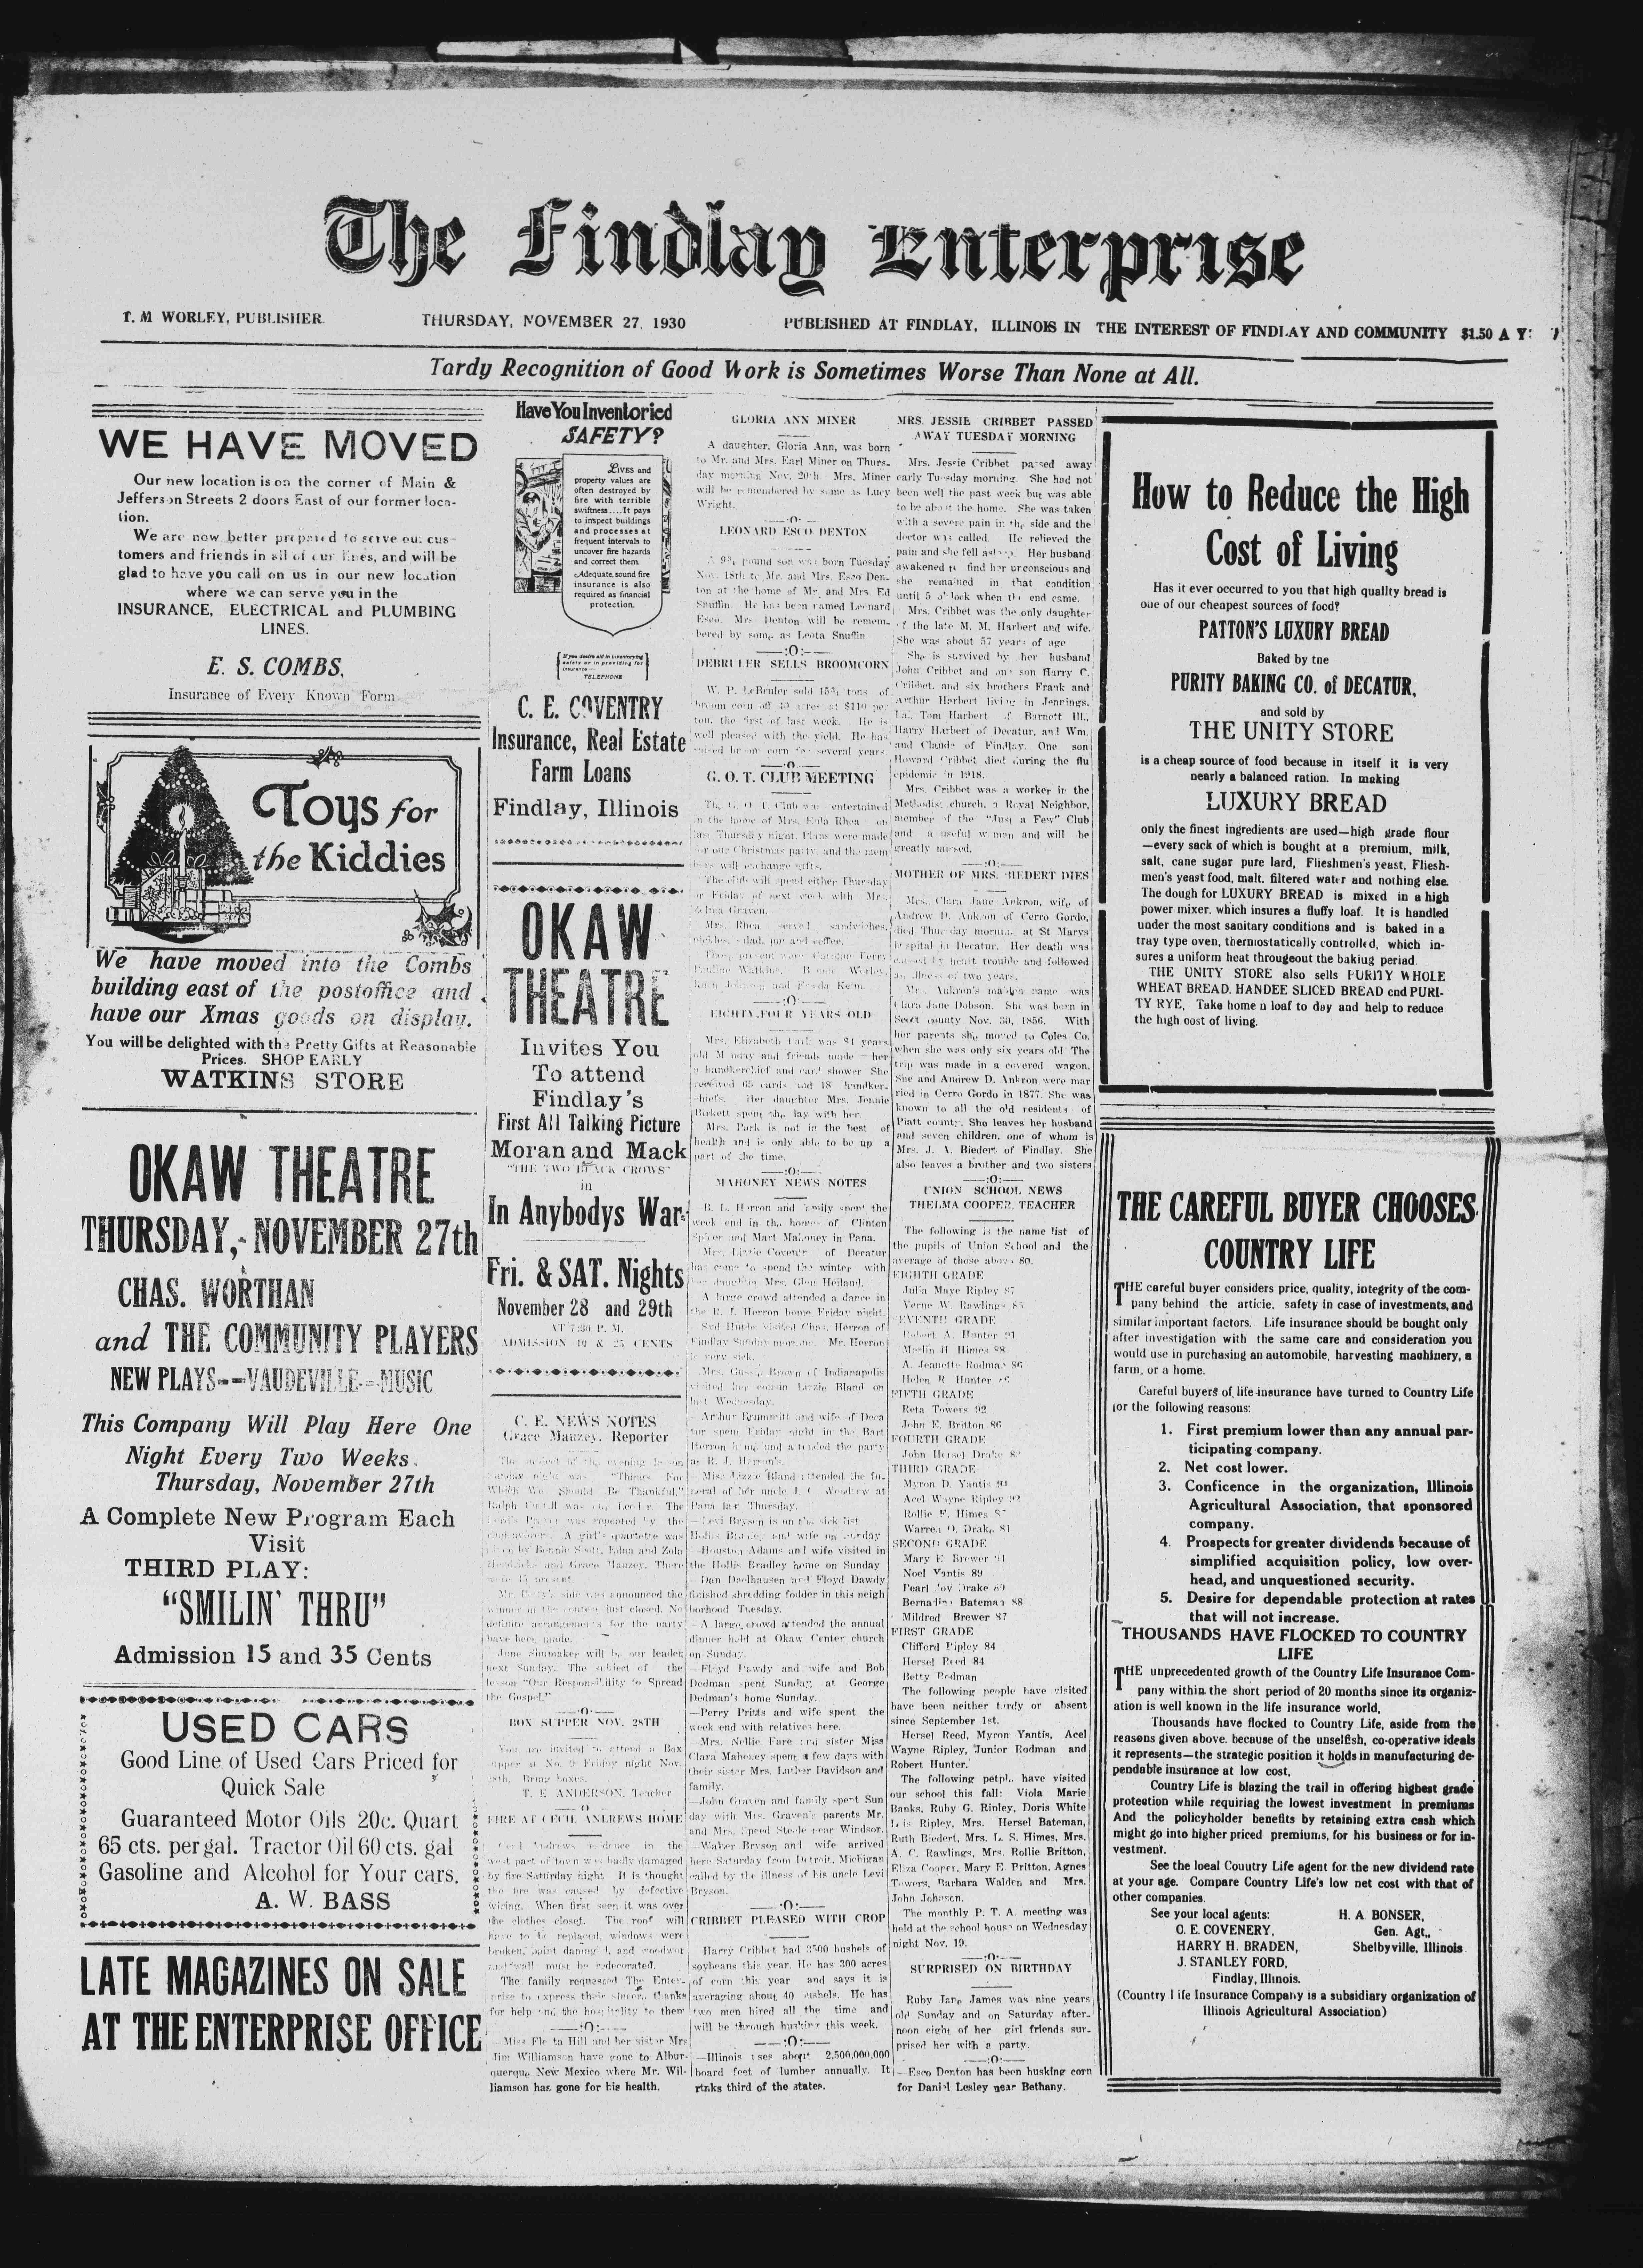 The Findlay Enterprise
T. M WORLEY, PUBLISHER.
THURSDAY, NOVEMBER 27, 1930
PUBLISHED AT FINDLAY, ILLINOIS IN THE INTEREST OF FINDLAY AND COMMUNITY $1.50 A Y
Tardy Recognition of Good Work is Sometimes Worse Than None at All.
WE HAVE MOVED
Our new location is on the corner of Main &
Jefferson Streets 2 doors East of our former loca-
tion.
We are now better prepared to serve our cus-
tomers and friends in all of our lines, and will be
glad to have you call on us in our new location
where we can serve you in the
INSURANCE, ELECTRICAL and PLUMBING
LINES.
E. S. COMBS,
Insurance of Every Known Form
Toys for
the Kiddies
We have moved into the Combs
building east of the postoffice and
have our Xmas goods on display.
You will be delighted with the Pretty Gifts at Reasonable
Prices. SHOP EARLY
WATKINS STORE
OKAW THEATRE
THURSDAY, NOVEMBER 27th
CHAS. WORTHAN
and THE COMMUNITY PLAYERS
NEW PLAYS--VAUDEVILLE--MUSIC
This Company Will Play Here One
Night Every Two Weeks.
Thursday, November 27th
A Complete New Program Each
Visit
THIRD PLAY:
"SMILIN' THRU"
Admission 15 and 35 Cents
USED CARS
Good Line of Used Cars Priced for
Quick Sale
Guaranteed Motor Oils 20c. Quart
65 cts. per gal. Tractor Oil 60 cts. gal
Gasoline and Alcohol for Your cars.
A. W. BASS
LATE MAGAZINES ON SALE
AT THE ENTERPRISE OFFICE
Have You Inventoried
SAFETY?
LIVES and
property values are
often destroyed by
fire with terrible
swiftness....It pays
to inspect buildings
and processes at
frequent intervals to
uncover fire hazards
and correct them.
Adequate, sound fire
insurance is also
required as financial
protection.
If you desire aid in inventorying
safety or in providing for
insurance—
TELEPHONE
C. E. COVENTRY
Insurance, Real Estate
Farm Loans
Findlay, Illinois
OKAW
THEATRE
Invites You
To attend
Findlay's
First All Talking Picture
Moran and Mack
"THE TWO BLACK CROWS"
in
In Anybodys War
Fri. & SAT. Nights
November 28 and 29th
AT 7:30 P. M.
ADMISSION 10 & 25 CENTS
C. E. NEWS NOTES
Grace Mauzey, Reporter
The subject of the evening lesson
Sunday night was "Things For
Which We Should Be Thankful."
was repeated by the
A girl's quartette was
by Bonnie Scott, Edna and Zola
and Grace Mauzey. There
were 45 present.
side was announced the
winner in the contest just closed. No
definite arrangements for the party
have been made.
June Shumaker will be our leader
next Sunday. The subject of the
lesson "Our Responsibility to Spread
the Gospel."
—:O:—
BOX SUPPER NOV. 28TH
You are invited to attend a Box
supper at No. 9 Friday night Nov.
28th. Bring boxes.
T. E. ANDERSON, Teacher
—:O:—
FIRE AT CECIL ANDREWS HOME
Cecil Andrews residence in the
west part of town was badly damaged
by fire Saturday night. It is thought
the fire was caused by defective
wiring. When first seen it was over
the clothes closet. The roof will
have to be replaced, windows were
broken, paint damaged, and woodwor
and wall must be redecorated.
The family requested The Enter-
prise to express their sincere thanks
for help and the hospitality to them
—:O:—
—Miss Fleeta Hill and her sister Mrs
Jim Williamson have gone to Albur-
querque New Mexico where Mr. Wil-
liamson has gone for his health.
GLORIA ANN MINER
A daughter, Gloria Ann, was born
to Mr. and Mrs. Earl Miner on Thurs-
day morning Nov. 20th Mrs. Miner
will be remembered by some as Lucy
Wright.
—:O:—
LEONARD ESCO DENTON
A 9¾ pound son was born Tuesday
Nov. 18th to Mr. and Mrs. Esco Den-
ton at the home of Mr. and Mrs. Ed
Snuffin He has been named Leonard
Esco. Mrs Denton will be remem-
bered by some as Leota Snuffin.
—:O:—
DEBRULER SELLS BROOMCORN
W. P. DeBruler sold 15¾ tons of
broom corn off 40 acres at $110 per
ton, the first of last week. He is
well pleased with the yield. He has
raised broom corn for several years.
—:O:—
G. O. T. CLUB MEETING
The G. O. T. Club was entertained
in the home of Mrs. Eula Rhea on
last Thursday night. Plans were made
for our Christmas party and the mem
bers will exchange gifts.
The club will spend either Thursday
or Friday of next week with Mrs.
Graven.
Mrs. Rhea served sandwiches,
pickles, salad, pie and coffee.
Those present were Caroline Ferry
Pauline Watkins, Worley,
and Keim.
—:O:—
EIGHTY-FOUR YEARS OLD
Mrs. Elizabeth Park was 84 years
old Monday and friends made her
a handkerchief and card shower She
received 65 cards and 18 handker-
chiefs. Her daughter Mrs. Jennie
Birkett spent the day with her.
Mrs. Park is not in the best of
health and is only able to be up a
part of the time.
—:O:—
MAHONEY NEWS NOTES
B. L. Herron and family spent the
week end in the homes of Clinton
Spicer and Mart Mahoney in Pana.
Mrs. Lizzie Coventr of Decatur
has come to spend the winter with
her daughter Mrs. Glen Heiland.
A large crowd attended a dance in
the R. J. Herron home Friday night.
Syd Hubbs visited Chas. Herron of
Findlay Sunday morning. Mr. Herron
is very sick.
Mrs. Gussie Brown of Indianapolis
visited her cousin Lizzie Bland on
last Wednesday.
—Arthur Brummitt and wife of Deca
tur spent Friday night in the Bart
Herron home and attended the party
at R. J. Herron's.
Miss Lizzie Bland attended the fu-
neral of her uncle J. C. Woodrow at
Pana last Thursday.
—Levi Bryson is on the sick list
Hollis Bradley and wife on Sunday
—Houston Adams and wife visited in
the Hollis Bradley home on Sunday
—Dan Doelhausen and Floyd Dawdy
finished shredding fodder in this neigh
borhood Tuesday.
—A large crowd attended the annual
dinner held at Okaw Center church
on Sunday.
—Floyd Dawdy and wife and Bob
Dedman spent Sunday at George
Dedman's home Sunday.
—Perry Pritts and wife spent the
week end with relatives here.
—Mrs. Nellie Fare and sister Miss
Clara Mahoney spent a few days with
their sister Mrs. Luther Davidson and
family.
—John Graven and family spent Sun
day with Mrs. Graven's parents Mr.
and Mrs. Speed Steele near Windsor.
—Walter Bryson and wife arrived
here Saturday from Detroit, Michigan
called by the illness of his uncle Levi
Bryson.
—:O:—
CRIBBET PLEASED WITH CROP
Harry Cribbet had 3500 bushels of
soybeans this year. He has 300 acres
of corn this year and says it is
averaging about 40 bushels. He has
two men hired all the time and
will be through husking this week.
—:O:—
—Illinois uses about 2,500,000,000
board feet of lumber annually. It
rinks third of the states.
MRS. JESSIE CRIBBET PASSED
AWAY TUESDAY MORNING
Mrs. Jessie Cribbet passed away
early Tuesday morning. She had not
been well the past week but was able
to be about the home. She was taken
with a severe pain in the side and the
doctor was called. He relieved the
pain and she fell asleep. Her husband
awakened to find her unconscious and
she remained in that condition
until 5 o'clock when the end came.
Mrs. Cribbet was the only daughter
of the late M. M. Harbert and wife.
She was about 57 years of age
She is survived by her husband
John Cribbet and one son Harry C.
Cribbet, and six brothers Frank and
Arthur Harbert living in Jennings,
La., Tom Harbert of Barnett Ill.,
Harry Harbert of Decatur, and Wm.
and Claude of Findlay. One son
Howard Cribbet died during the flu
epidemic in 1918.
Mrs. Cribbet was a worker in the
Methodist church, a Royal Neighbor,
member of the "Just a Few" Club
and a useful woman and will be
greatly missed.
—:O:—
MOTHER OF MRS. BIEDERT DIES
Mrs. Clara Jane Ankron, wife of
Andrew D. Ankron of Cerro Gordo,
died Thursday morning at St Marys
hospital in Decatur. Her death was
caused by heart trouble and followed
an illness of two years.
Mrs. Ankron's maiden name was
Clara Jane Dobson. She was born in
Scott county Nov. 30, 1856. With
her parents she moved to Coles Co.
when she was only six years old The
trip was made in a covered wagon.
She and Andrew D. Ankron were mar
ried in Cerro Gordo in 1877. She was
known to all the old residents of
Piatt county. She leaves her husband
and seven children, one of whom is
Mrs. J. A. Biedert of Findlay. She
also leaves a brother and two sisters
—:O:—
UNION SCHOOL NEWS
THELMA COOPER, TEACHER
The following is the name list of
the pupils of Union School and the
average of those above 80.
EIGHTH GRADE
Julia Maye Ripley 87
Verne W. Rawlings 85
SEVENTH GRADE
Robert A. Hunter 91
Merlin H. Himes 88
A. Jeanette Rodman 86
Helen R. Hunter
FIFTH GRADE
Reta Towers 92
John E. Britton 86
FOURTH GRADE
John Hersel Drake
THIRD GRADE
Myron D. Yantis 91
Acel Wayne Ripley
Rollie F. Himes
Warren O. Drake 81
SECOND GRADE
Mary E Brewer 91
Noel Yantis 89
Pearl Joy Drake 89
Bernadine Bateman 88
Mildred Brewer 87
FIRST GRADE
Clifford Ripley 84
Hersel Reed 84
Betty Rodman
The following people have visited
have been neither tardy or absent
since September 1st.
Hersel Reed, Myron Yantis, Acel
Wayne Ripley, Junior Rodman and
Robert Hunter.
The following petple have visited
our school this fall: Viola Marie
Banks, Ruby G. Ripley, Doris White
Lois Ripley, Mrs. Hersel Bateman,
Ruth Biedert, Mrs. L. S. Himes, Mrs.
A. C. Rawlings, Mrs. Rollie Britton,
Eliza Cooper, Mary E. Britton, Agnes
Towers, Barbara Walden and Mrs.
John Johnson.
The monthly P. T. A. meeting was
held at the school house on Wednesday
night Nov. 19.
—:O:—
SURPRISED ON BIRTHDAY
Ruby Jane James was nine years
old Sunday and on Saturday after-
noon eight of her girl friends sur-
prised her with a party.
—:O:—
—Esco Denton has been husking corn
for Daniel Lesley near Bethany.
How to Reduce the High
Cost of Living
Has it ever occurred to you that high quality bread is
one of our cheapest sources of food?
PATTON'S LUXURY BREAD
Baked by the
PURITY BAKING CO. of DECATUR,
and sold by
THE UNITY STORE
is a cheap source of food because in itself it is very
nearly a balanced ration. In making
LUXURY BREAD
only the finest ingredients are used—high grade flour
—every sack of which is bought at a premium, milk,
salt, cane sugar pure lard, Flieshmen's yeast, Fliesh-
men's yeast food, malt, filtered water and nothing else.
The dough for LUXURY BREAD is mixed in a high
power mixer, which insures a fluffy loaf. It is handled
under the most sanitary conditions and is baked in a
tray type oven, thermostatically controlled, which in-
sures a uniform heat througeout the baking period.
THE UNITY STORE also sells PURITY WHOLE
WHEAT BREAD, HANDEE SLICED BREAD cnd PURI-
TY RYE, Take home n loaf to day and help to reduce
the high cost of living.
THE CAREFUL BUYER CHOOSES
COUNTRY LIFE
THE careful buyer considers price, quality, integrity of the com-
pany behind the article, safety in case of investments, and
similar important factors. Life insurance should be bought only
after investigation with the same care and consideration you
would use in purchasing an automobile, harvesting machinery, a
farm, or a home.
Careful buyers of life insurance have turned to Country Life
for the following reasons:
1. First premium lower than any annual par-
ticipating company.
2. Net cost lower.
3. Conficence in the organization, Illinois
Agricultural Association, that sponsored
company.
4. Prospects for greater dividends because of
simplified acquisition policy, low over-
head, and unquestioned security.
5. Desire for dependable protection at rates
that will not increase.
THOUSANDS HAVE FLOCKED TO COUNTRY
LIFE
THE unprecedented growth of the Country Life Insurance Com-
pany within the short period of 20 months since its organiz-
ation is well known in the life insurance world,
Thousands have flocked to Country Life, aside from the
reasons given above, because of the unselfish, co-operative ideals
it represents—the strategic position it holds in manufacturing de-
pendable insurance at low cost,
Country Life is blazing the trail in offering highest grade
protection while requiring the lowest investment in premiums
And the policyholder benefits by retaining extra cash which
might go into higher priced premiums, for his business or for in-
vestment.
See the loeal Coutry Life agent for the new dividend rate
at your age. Compare Country Life's low net cost with that of
other companies.
See your local agents:
C. E. COVENERY,
HARRY H. BRADEN,
J. STANLEY FORD,
Findlay, Illinois.
H. A. BONSER,
Gen. Agt.,
Shelbyville, Illinois
(Country Life Insurance Company is a subsidiary organization of
Illinois Agricultural Association)